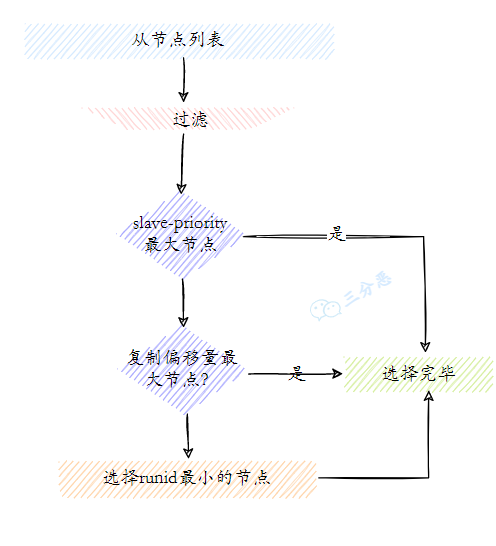 从节点列表
过滤
slave-priority
最大节点
是
三分恶
复制偏移量最
大节点?
是
选择完毕
选择runid最小的节点